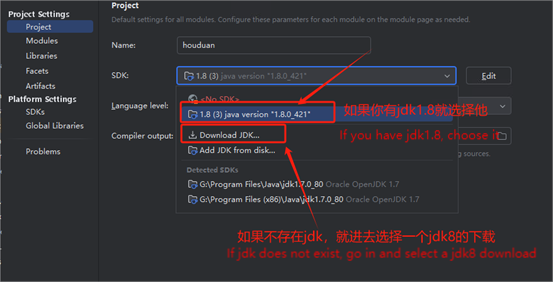 Project Settings
Project
Modules
Libraries
Facets
Artifacts
Platform Settings
SDKs
Global Libraries
Problems
Project
Default settings for all modules. Configure these parameters for each module on the module page as needed.
Name: houduan
SDK: 1.8 (3) java version "1.8.0_421" Edit
Language level: <No SDK>
1.8 (3) java version "1.8.0_421"
如果你有jdk1.8就选择他
If you have jdk1.8, choose it
Compiler output: Download JDK...
Add JDK from disk... ng sources.
Detected SDKs
G:\Program Files\Java\jdk1.7.0_80 Oracle OpenJDK 1.7
G:\Program Files (x86)\Java\jdk1.7.0_80 Oracle OpenJDK 1.7
如果不存在jdk，就进去选择一个jdk8的下载
If jdk does not exist, go in and select a jdk8 download